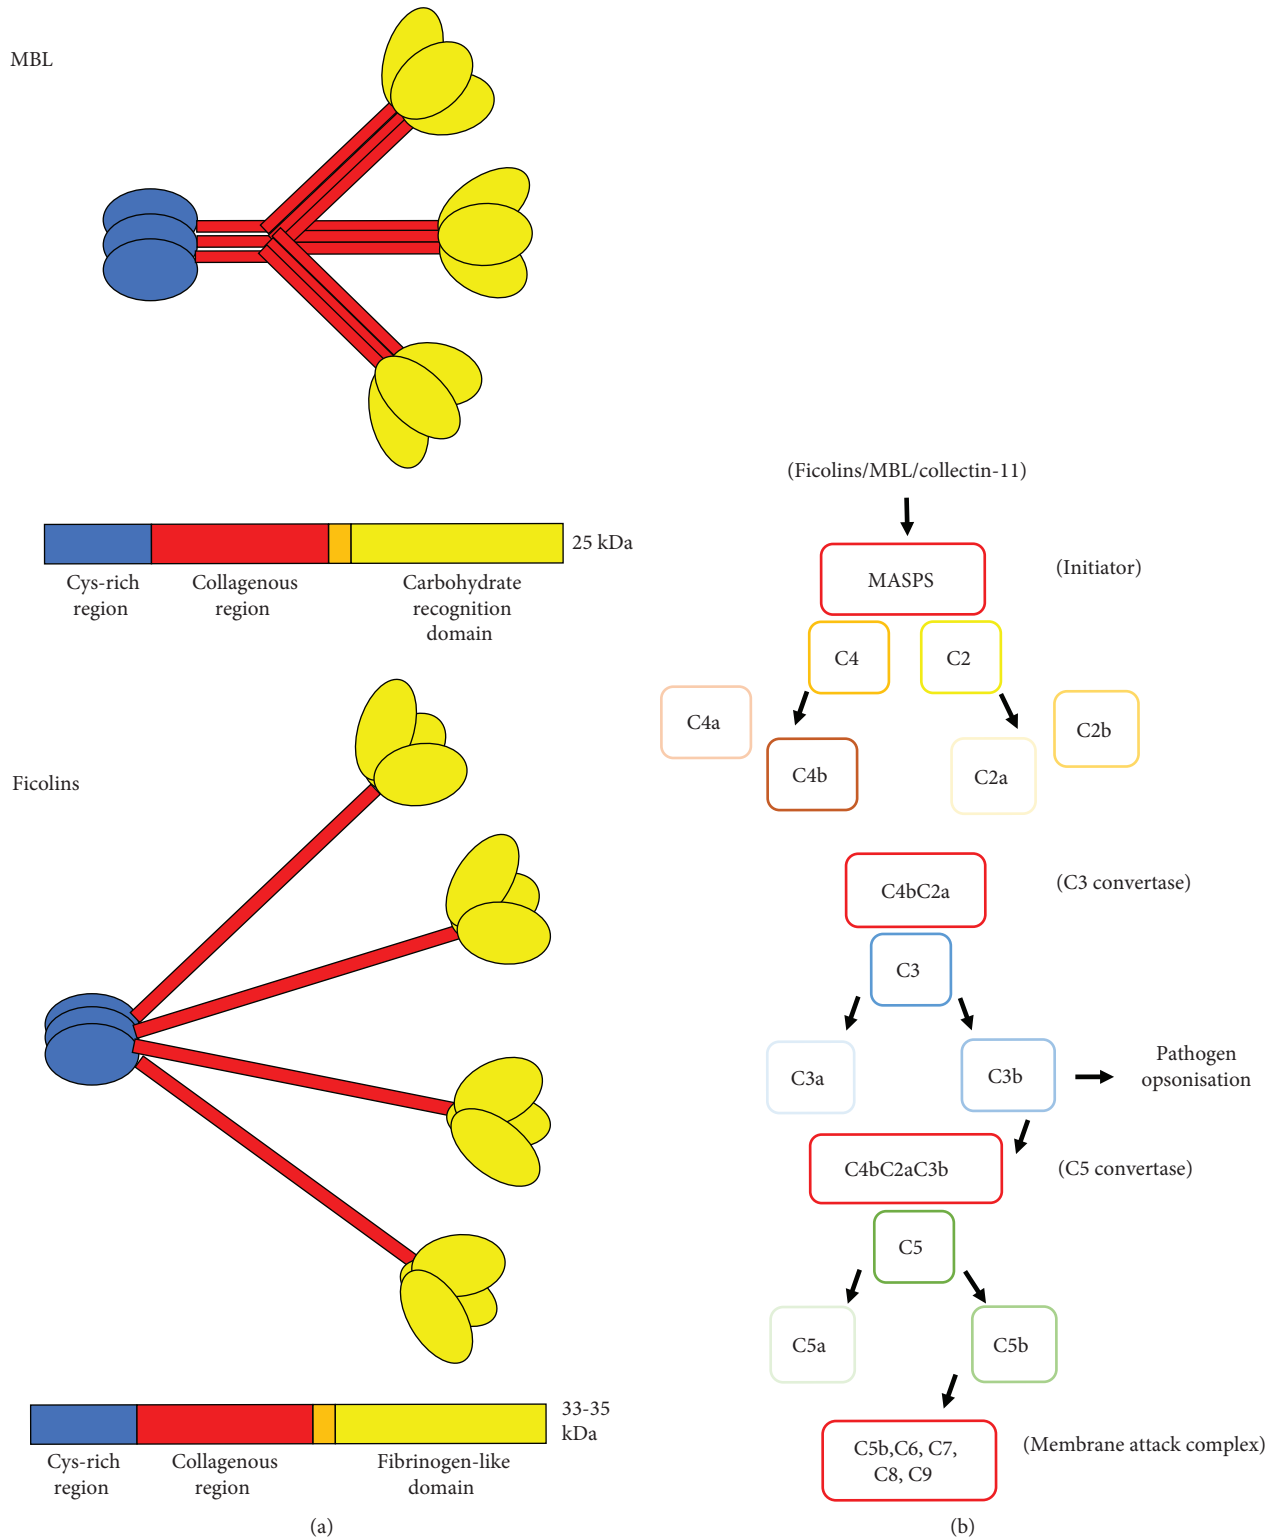 MBL
25 kDa
Cys-rich
region
Collagenous
region
Carbohydrate
recognition
domain
Ficolins
33-35
kDa
Cys-rich
region
Collagenous
region
Fibrinogen-like
domain
(a)
(Ficolins/MBL/collectin-11)
MASPS
(Initiator)
C4
C2
C4a
C4b
C2a
C2b
C4bC2a
(C3 convertase)
C3
C3a
C3b
Pathogen
opsonisation
C4bC2aC3b
(C5 convertase)
C5
C5a
C5b
C5b,C6, C7,
C8, C9
(Membrane attack complex)
(b)